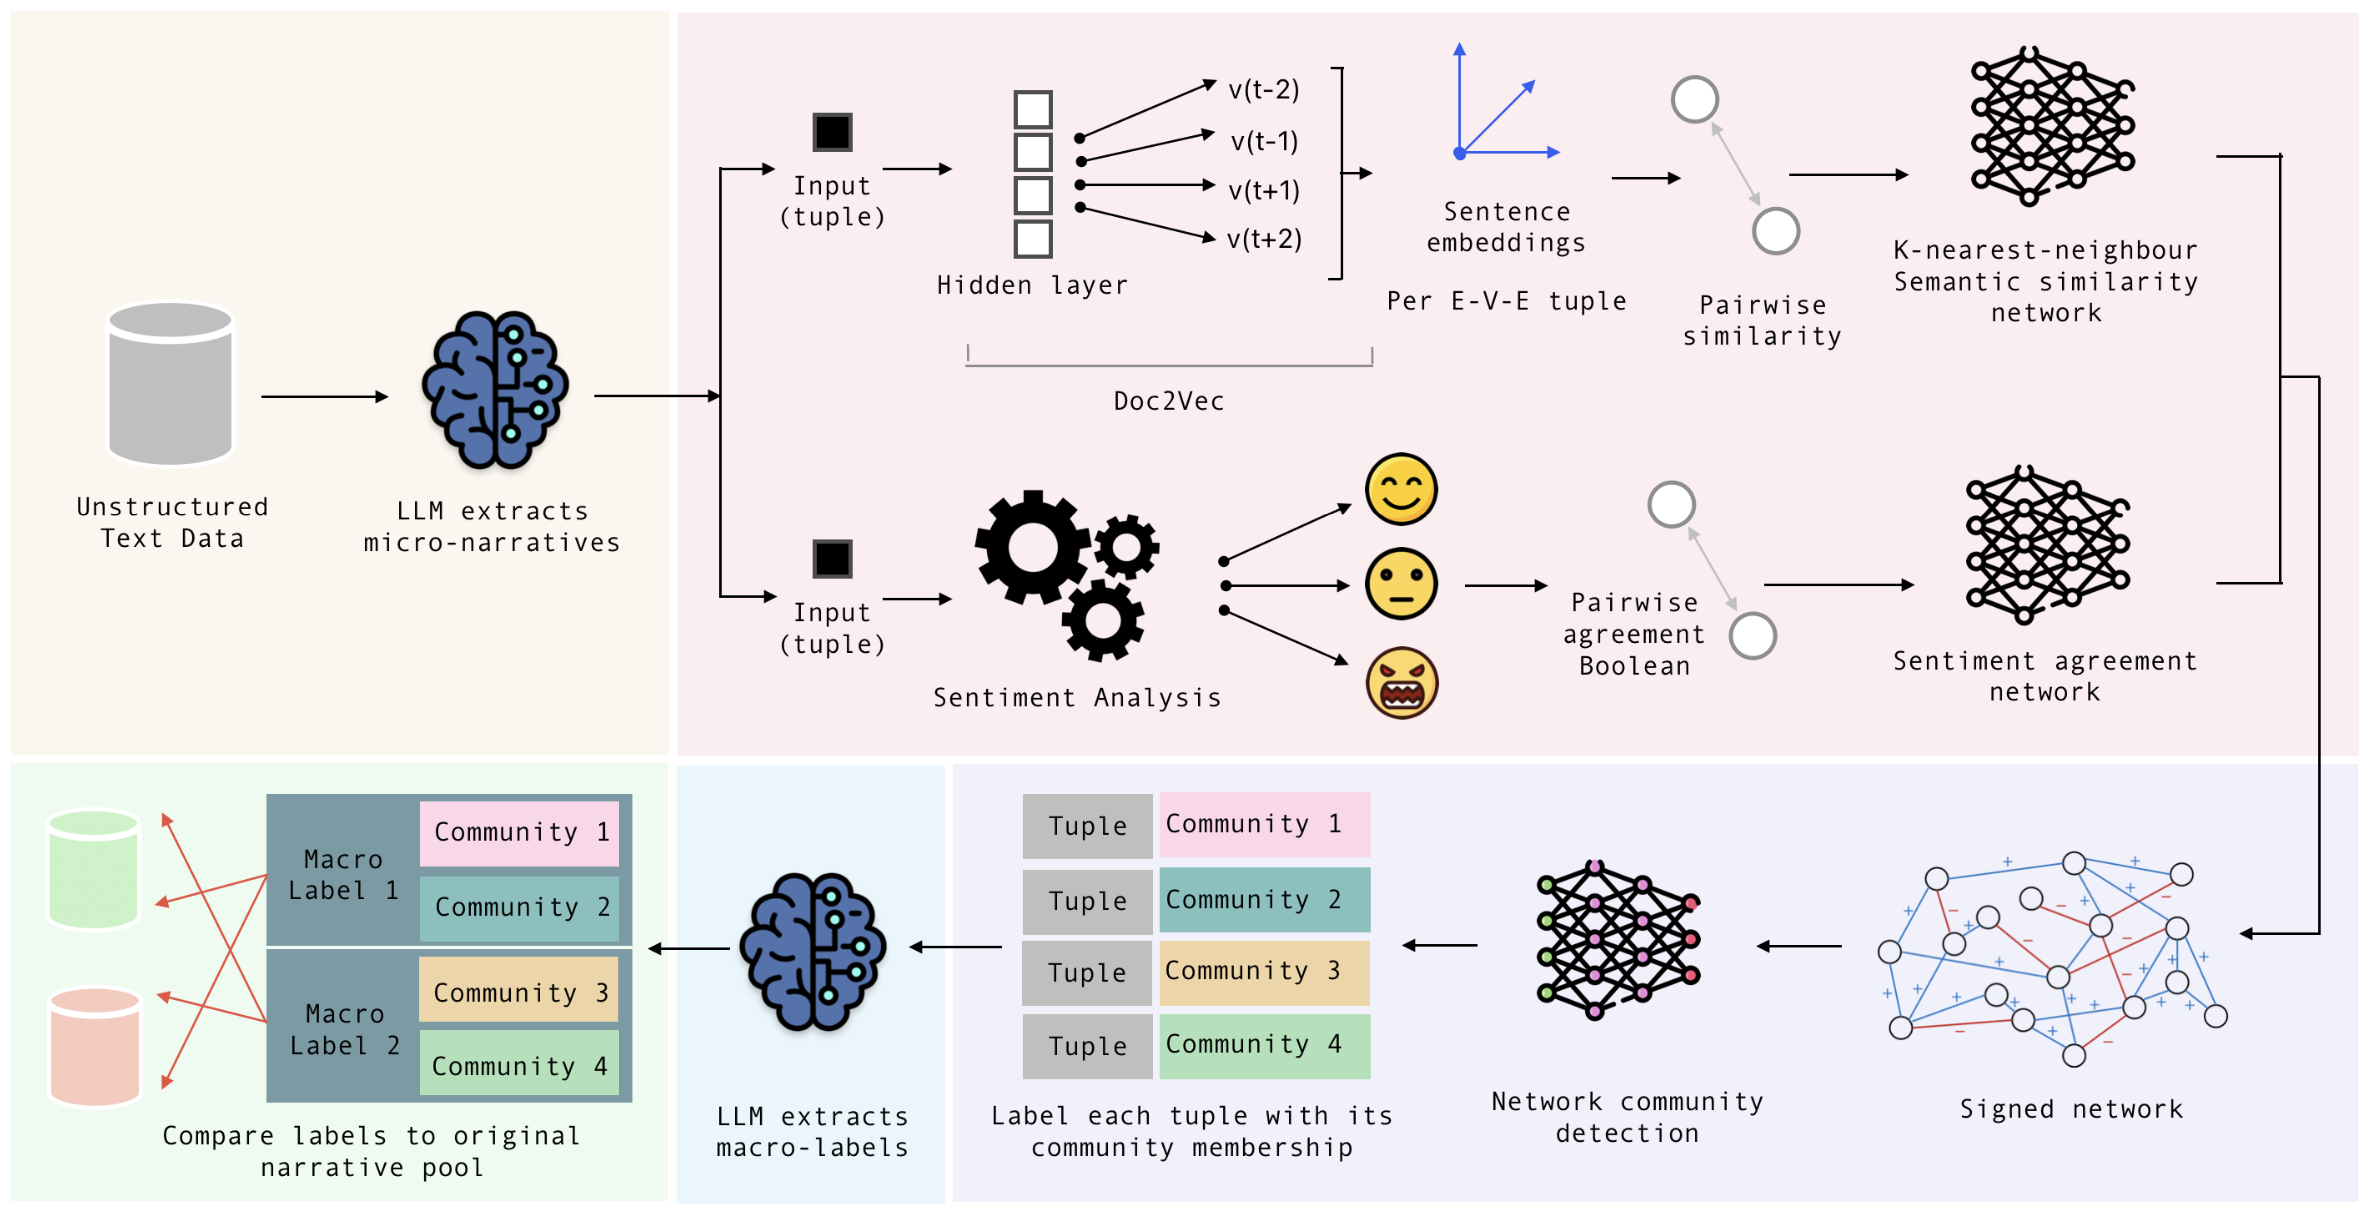 Unstructured
Text Data
LLM extracts
micro-narratives
Input
(tuple)
Hidden layer
v(t-2)
v(t-1)
v(t+1)
v(t+2)
Doc2Vec
Sentence
embeddings
Per E-V-E tuple
Pairwise
similarity
K-nearest-neighbour
Semantic similarity
network
Input
(tuple)
Sentiment Analysis
Pairwise
agreement
Boolean
Sentiment agreement
network
Macro
Label 1
Community 1
Community 2
Macro
Label 2
Community 3
Community 4
Compare labels to original
narrative pool
LLM extracts
macro-labels
Tuple Community 1
Tuple Community 2
Tuple Community 3
Tuple Community 4
Label each tuple with its
community membership
Network community
detection
Signed network